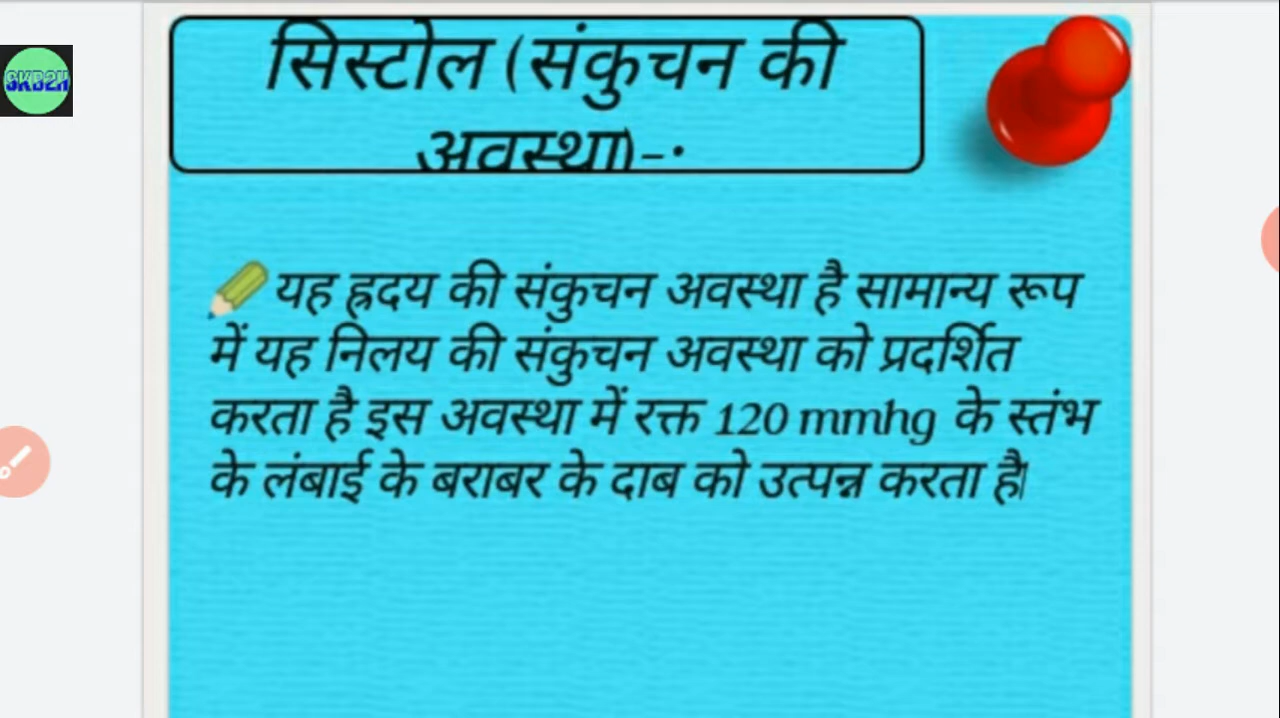 SKB2H
सिस्टोल (संकुचन की
अवस्था)-·
यह ह्रदय की संकुचन अवस्था है सामान्य रूप
में यह निलय की संकुचन अवस्था को प्रदर्शित
करता है इस अवस्था में रक्त 120 mmhg के स्तंभ
के लंबाई के बराबर के दाब को उत्पन्न करता है|